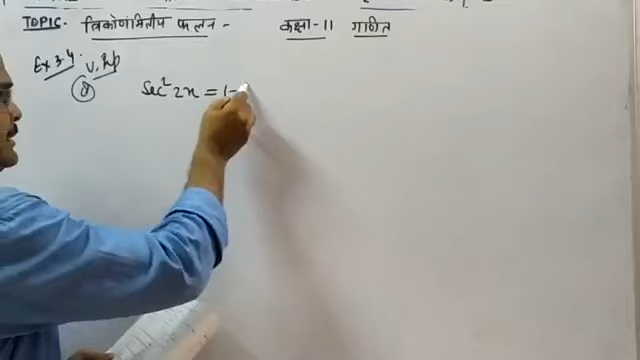 TOPIC. त्रिकोणमितीय फलन - कक्षा-11 गणित
Ex 3.4. V. Imp
8 Sec² 2x = 1-